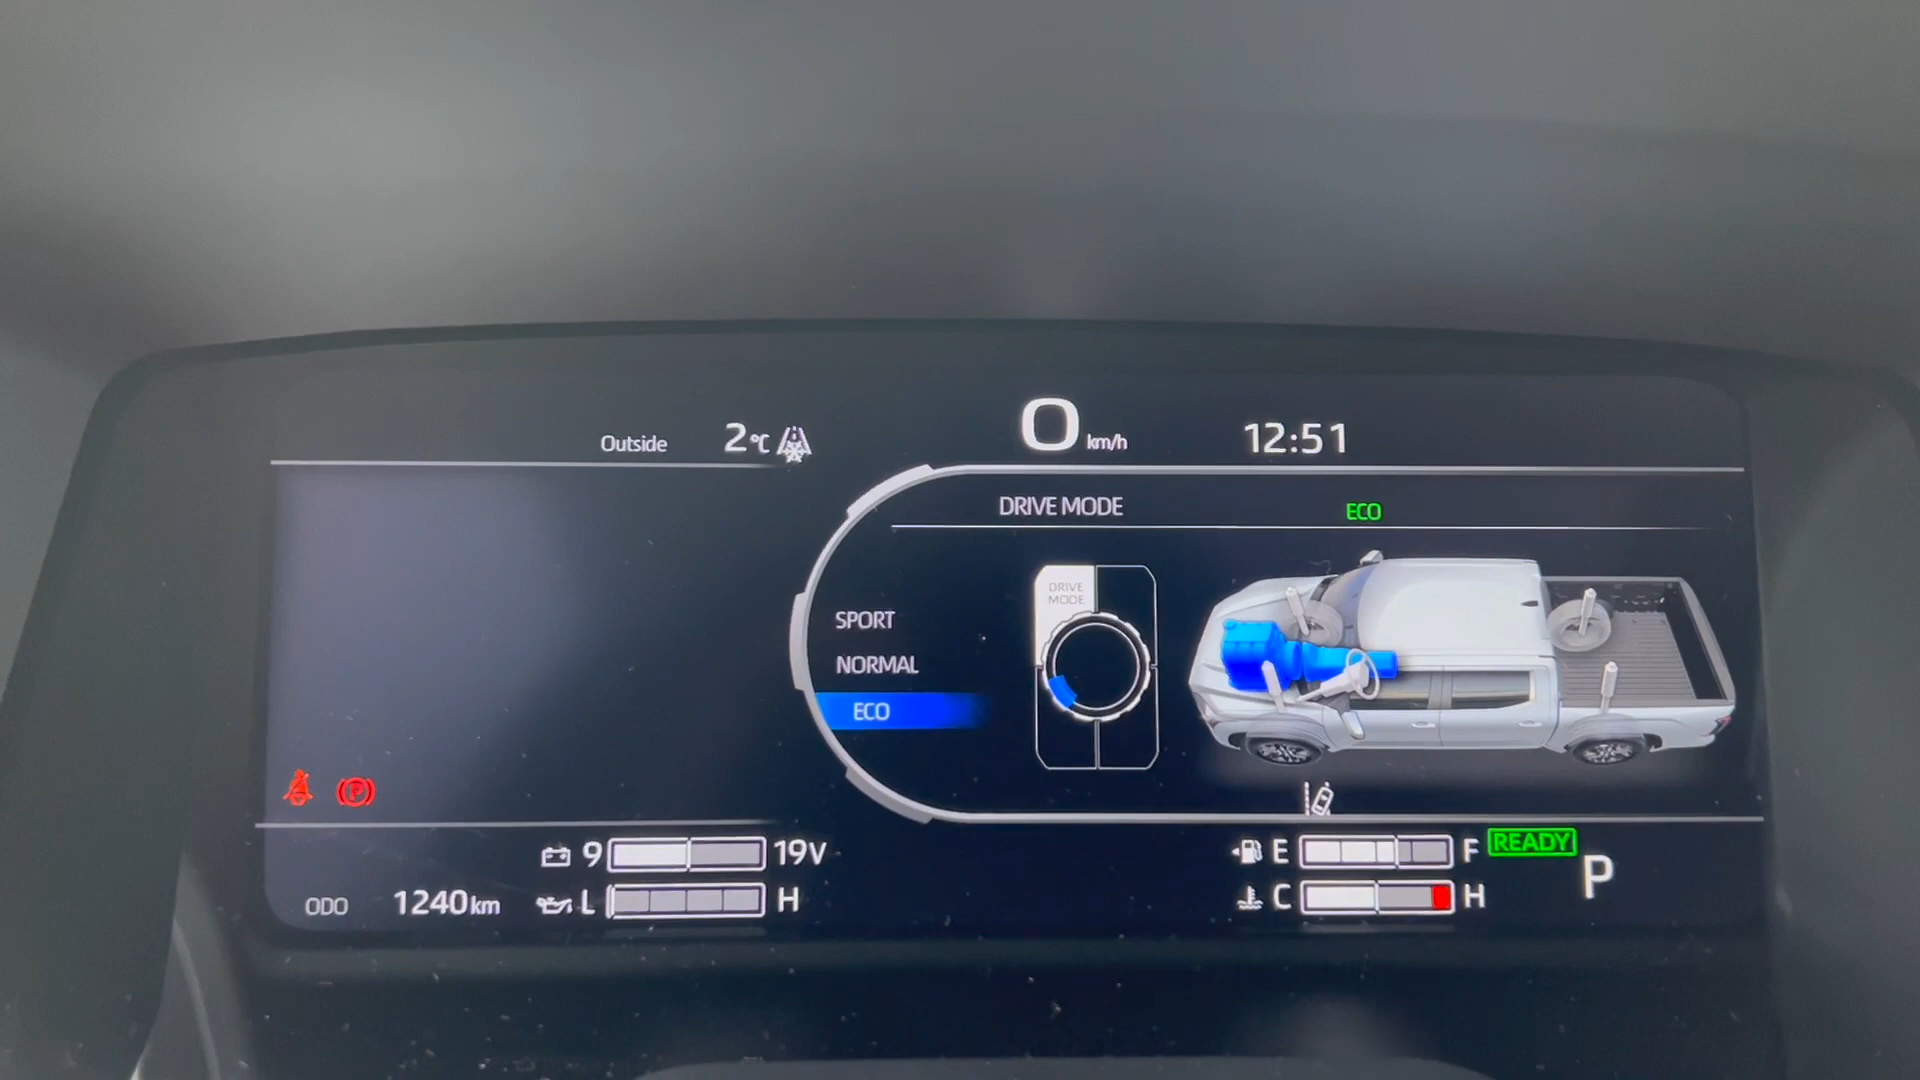 Outside 2°C 0 km/h 12:51
DRIVE MODE ECO
DRIVE
MODE
SPORT
NORMAL
ECO
9 19V E F READY
ODO 1240km L H C H P